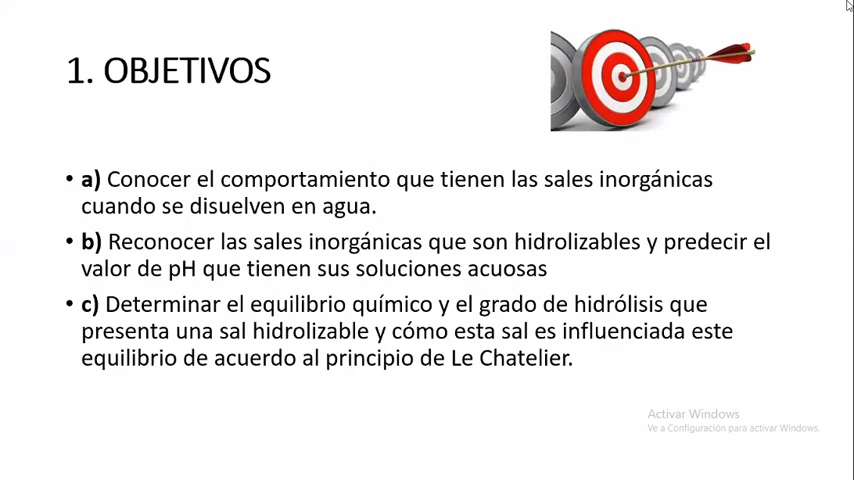 1. OBJETIVOS
• a) Conocer el comportamiento que tienen las sales inorgánicas
cuando se disuelven en agua.
• b) Reconocer las sales inorgánicas que son hidrolizables y predecir el
valor de pH que tienen sus soluciones acuosas
• c) Determinar el equilibrio químico y el grado de hidrólisis que
presenta una sal hidrolizable y cómo esta sal es influenciada este
equilibrio de acuerdo al principio de Le Chatelier.
Activar Windows
Ve a Configuración para activar Windows.